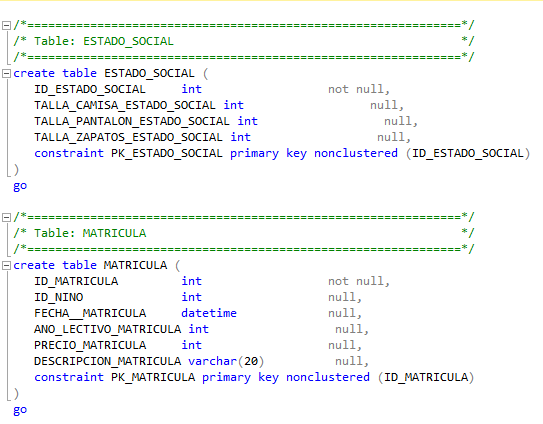 /*==============================================================*/
/* Table: ESTADO_SOCIAL                                         */
/*==============================================================*/
create table ESTADO_SOCIAL (
   ID_ESTADO_SOCIAL     int                  not null,
   TALLA_CAMISA_ESTADO_SOCIAL int                  null,
   TALLA_PANTALON_ESTADO_SOCIAL int                  null,
   TALLA_ZAPATOS_ESTADO_SOCIAL int                  null,
   constraint PK_ESTADO_SOCIAL primary key nonclustered (ID_ESTADO_SOCIAL)
)
go

/*==============================================================*/
/* Table: MATRICULA                                             */
/*==============================================================*/
create table MATRICULA (
   ID_MATRICULA         int                  not null,
   ID_NINO              int                  null,
   FECHA__MATRICULA     datetime             null,
   ANO_LECTIVO_MATRICULA int                  null,
   PRECIO_MATRICULA     int                  null,
   DESCRIPCION_MATRICULA varchar(20)          null,
   constraint PK_MATRICULA primary key nonclustered (ID_MATRICULA)
)
go